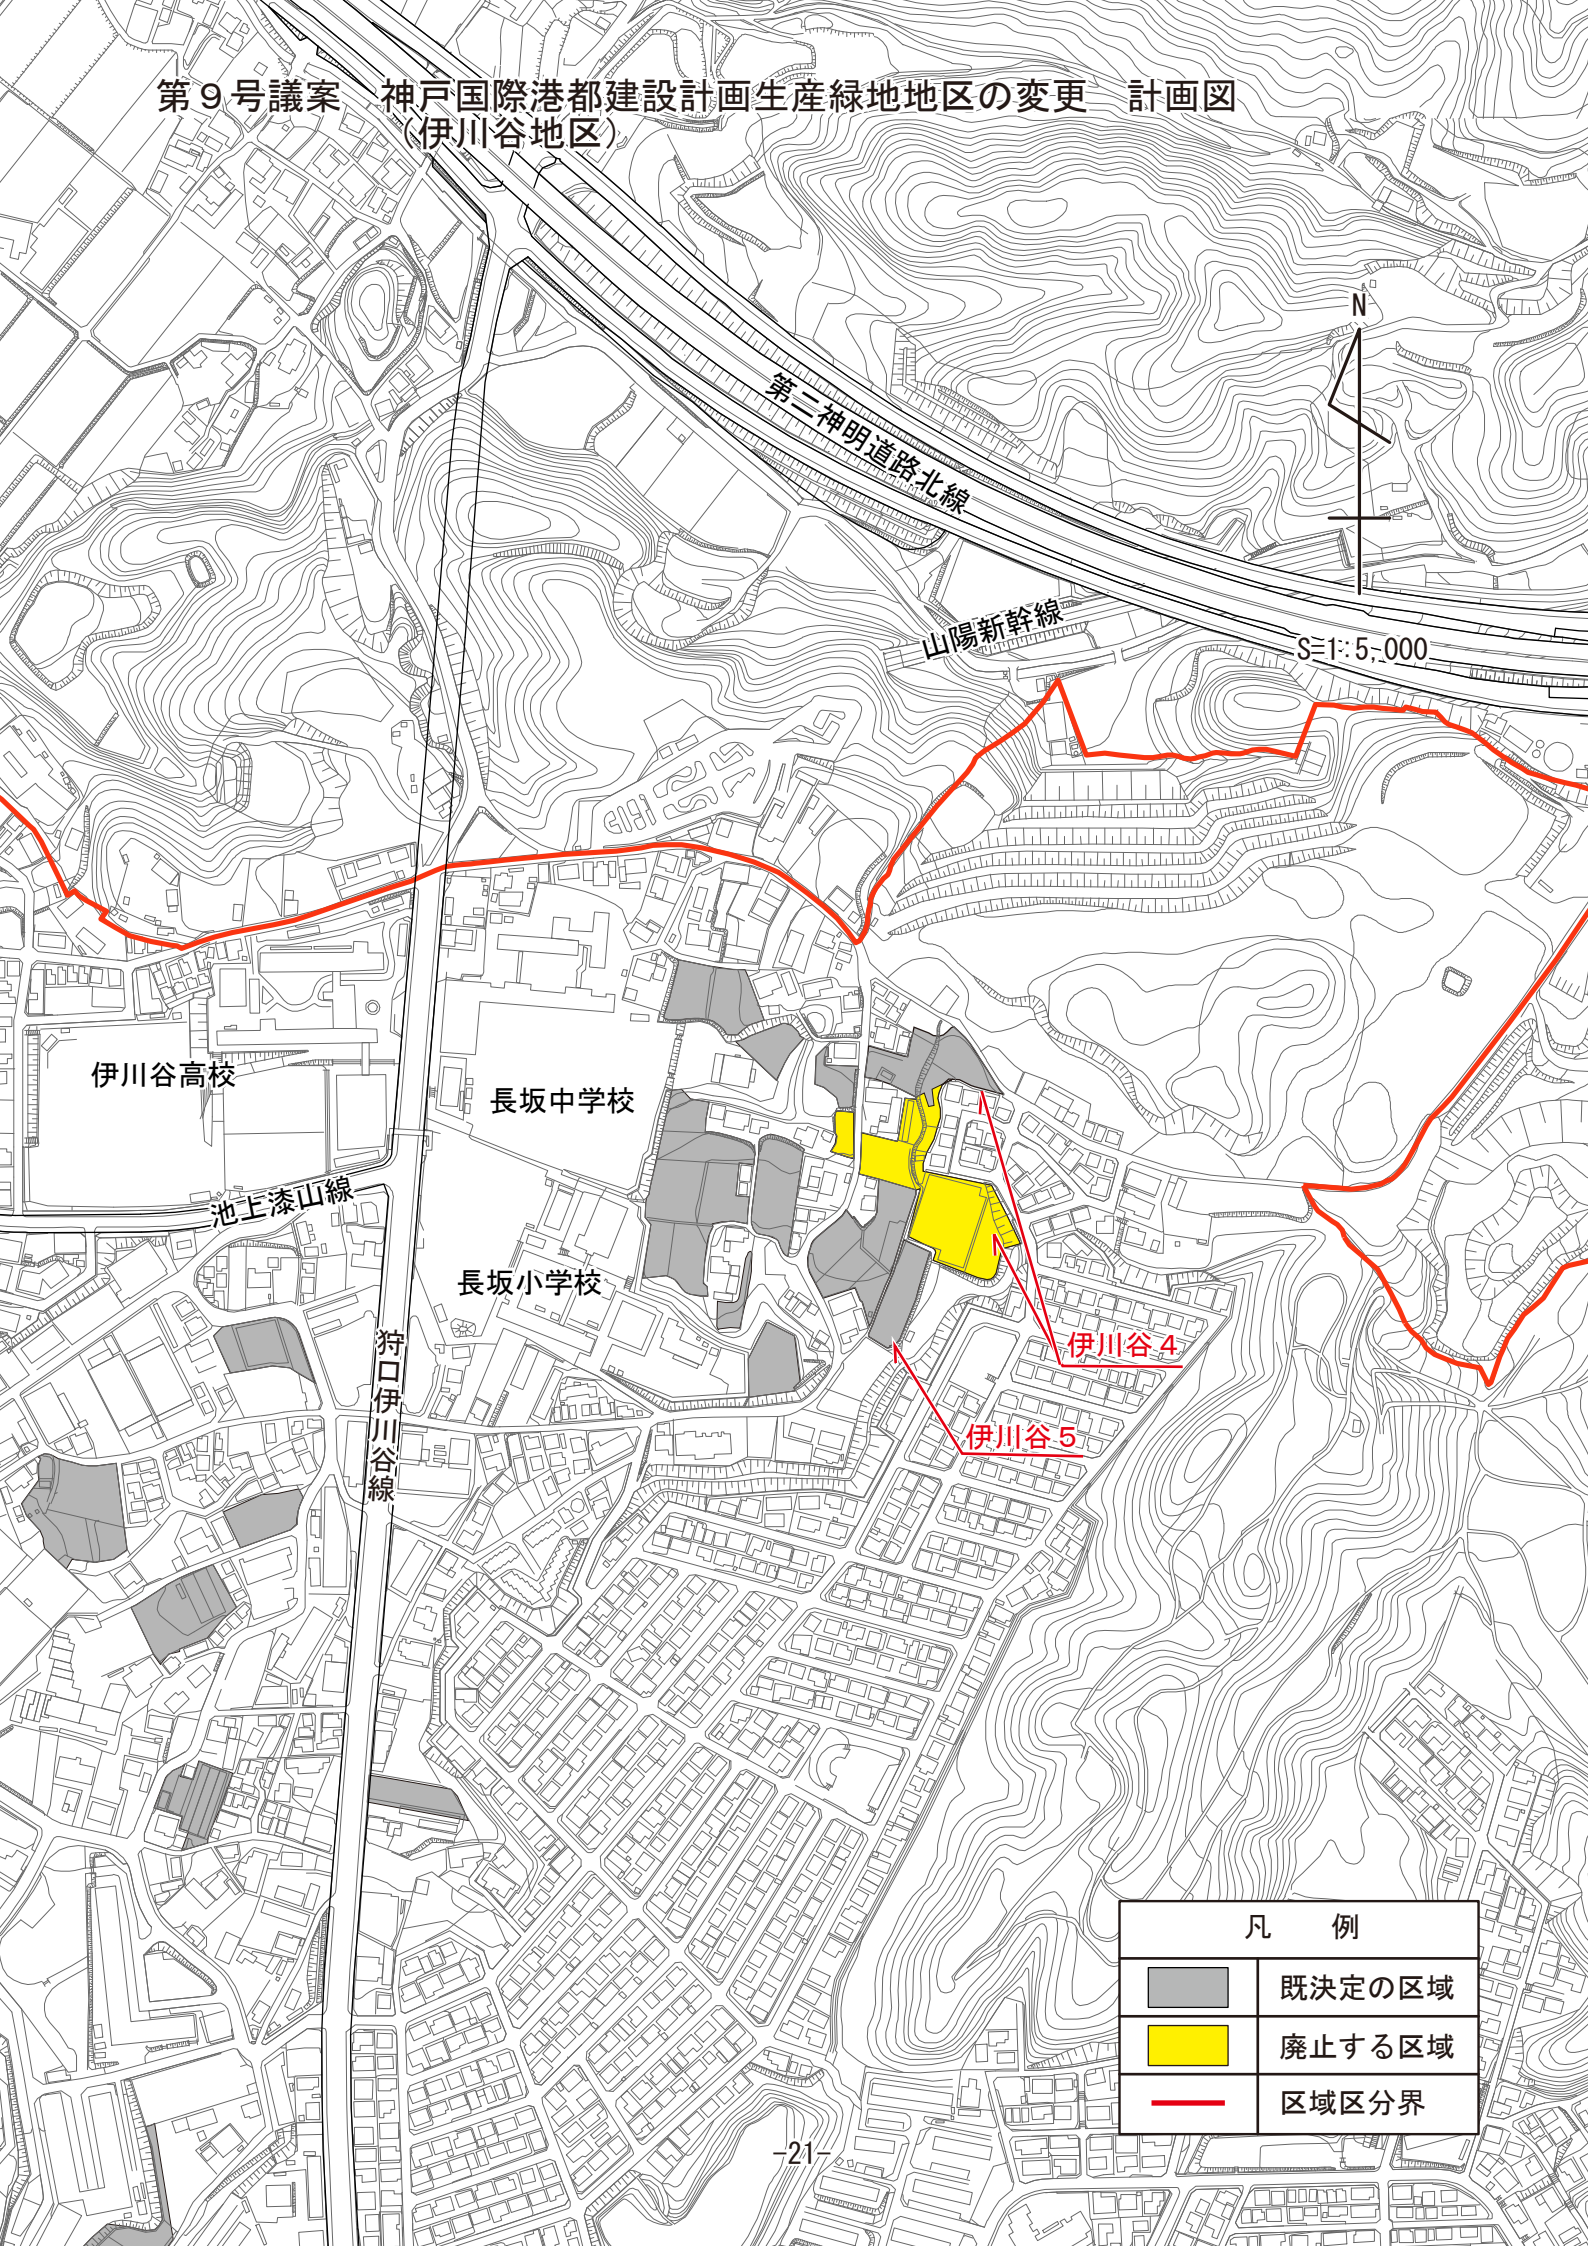 第９号議案　神戸国際港都建設計画生産緑地地区の変更　計画図
（伊川谷地区）
N
第二神明道路北線
山陽新幹線
S=1:5,000
伊川谷高校
長坂中学校
池上漆山線
長坂小学校
狩口伊川谷線
伊川谷４
伊川谷５
凡　例
既決定の区域
廃止する区域
区域区分界
-21-